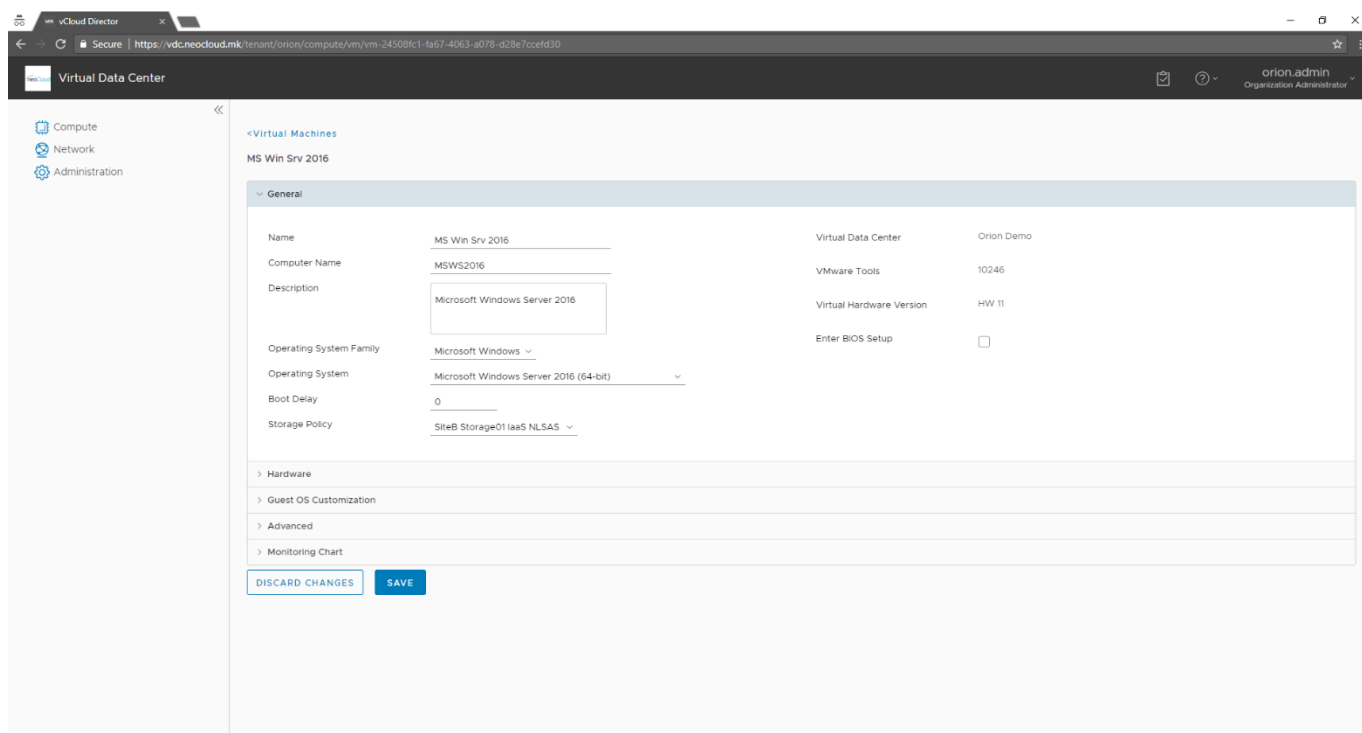 vm vCloud Director
Secure | https://vdc.neocloud.mk/tenant/orion/compute/vm/vm-24508fc1-fa67-4063-a078-d28e7ccefd30
Virtual Data Center
orion.admin
Organization Administrator
Compute
Network
Administration
<Virtual Machines
MS Win Srv 2016
General
Name MS Win Srv 2016 Virtual Data Center Orion Demo
Computer Name MSWS2016 VMware Tools 10246
Description Microsoft Windows Server 2016 Virtual Hardware Version HW 11
Enter BIOS Setup
Operating System Family Microsoft Windows
Operating System Microsoft Windows Server 2016 (64-bit)
Boot Delay 0
Storage Policy SiteB Storage01 IaaS NLSAS
Hardware
Guest OS Customization
Advanced
Monitoring Chart
DISCARD CHANGES SAVE